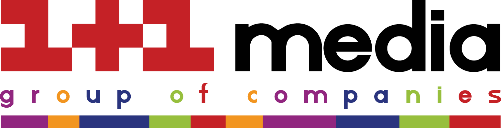 1+1 media
group of companies